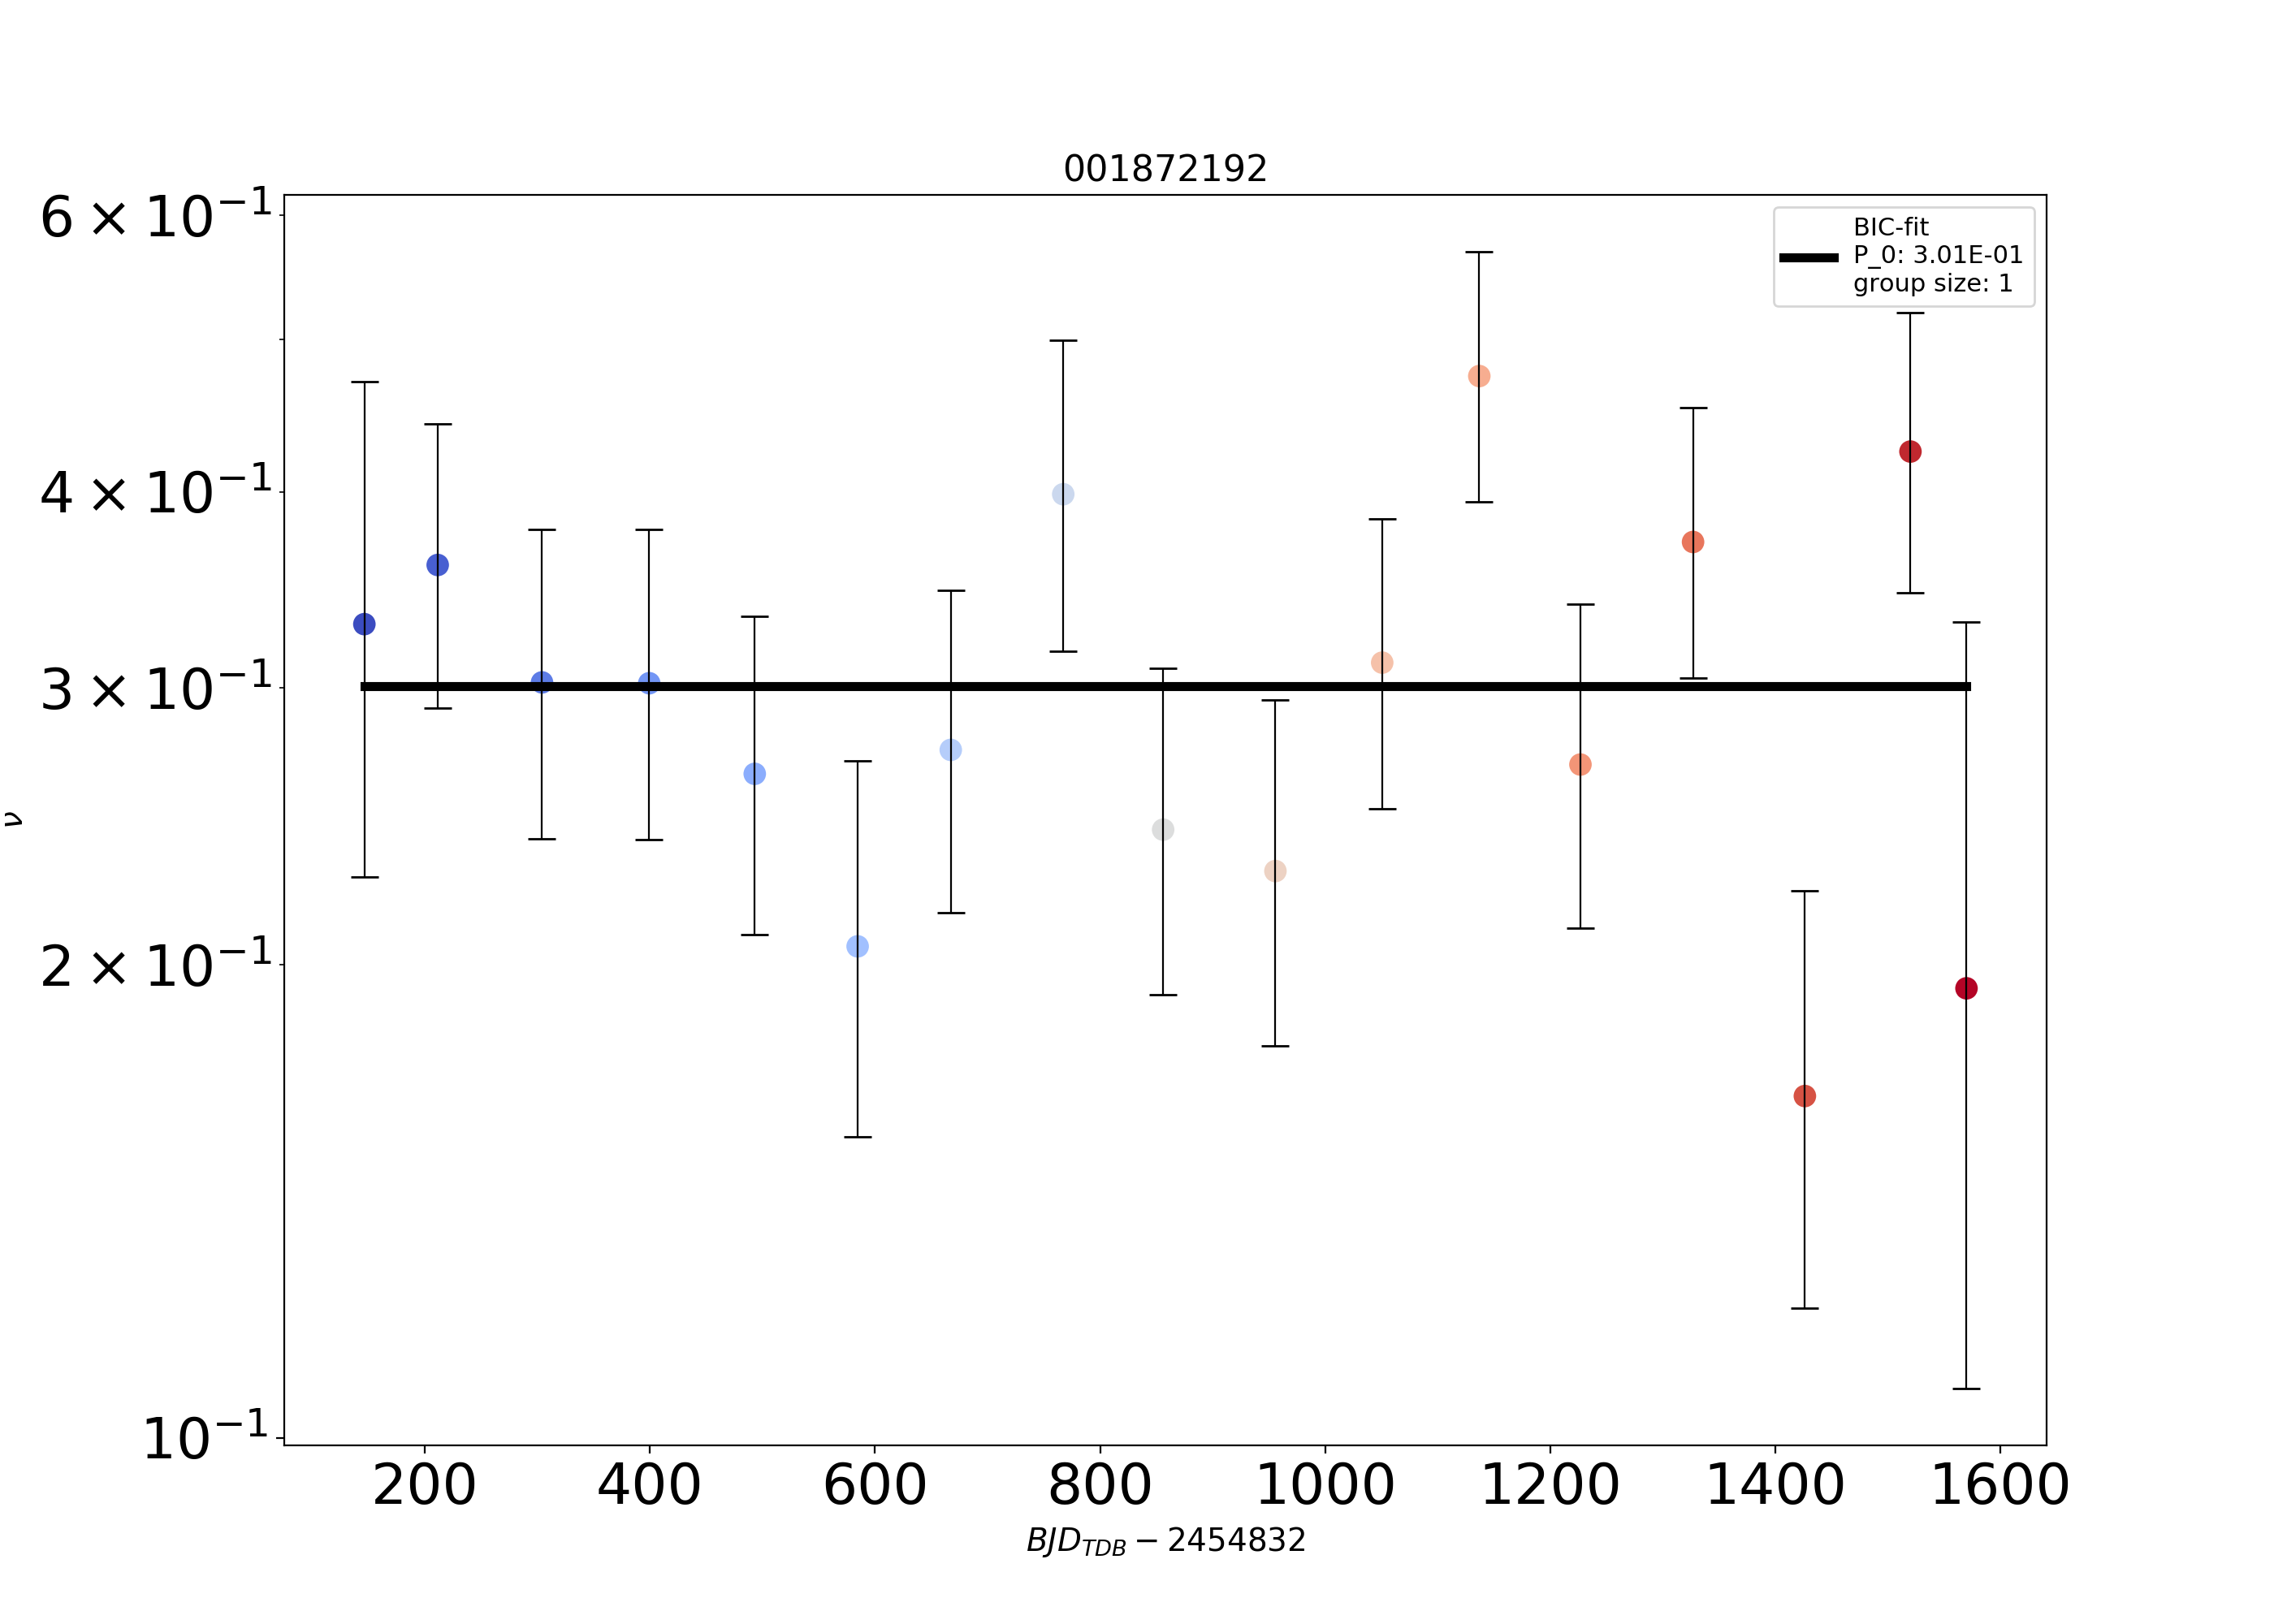 001872192
6 × 10⁻¹
4 × 10⁻¹
3 × 10⁻¹
2 × 10⁻¹
10⁻¹
ν
BIC-fit
P_0: 3.01E-01
group size: 1
200 400 600 800 1000 1200 1400 1600
BJD_TDB − 2454832